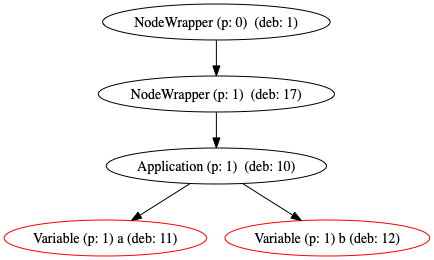 NodeWrapper (p: 0)  (deb: 1)
NodeWrapper (p: 1)  (deb: 17)
Application (p: 1)  (deb: 10)
Variable (p: 1) a (deb: 11)
Variable (p: 1) b (deb: 12)